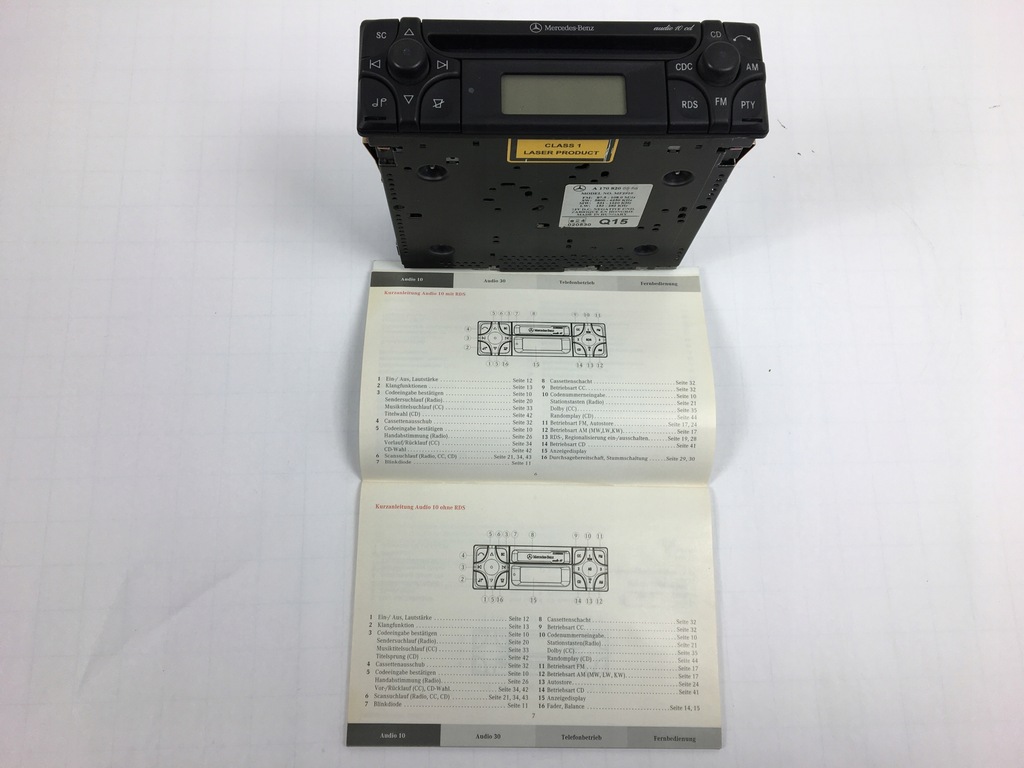 SC
Mercedes-Benz
audio 10 cd
CD
CDC
AM
RDS
FM
PTY
CLASS 1
LASER PRODUCT
A 170 820
MADE IN HUNGARY
Q15
Audio 10 Audio 30 Telefonbetrieb Fernbedienung
Kurzanleitung Audio 10 mit RDS
1 Ein-/ Aus, Lautstärke Seite 12
2 Klangfunktionen Seite 13
3 Codeeingabe bestätigen Seite 10
Sendersuchlauf (Radio) Seite 20
Musiktitelsuchlauf (CC) Seite 33
Titelwahl (CD) Seite 42
4 Cassettenausschub Seite 32
5 Codeeingabe bestätigen Seite 10
Handabstimmung (Radio) Seite 26
Vorlauf/Rücklauf (CC) Seite 34
CD-Wahl Seite 42
6 Scansuchlauf (Radio, CC, CD) Seite 21, 34, 43
7 Blinkdiode Seite 11
8 Cassettenschacht Seite 32
9 Betriebsart CC Seite 32
10 Codenummerneingabe Seite 10
Stationstasten (Radio) Seite 21
Dolby (CC) Seite 35
Randomplay (CD) Seite 44
11 Betriebsart FM, Autostore Seite 17, 24
12 Betriebsart AM (MW,LW,KW) Seite 17
13 RDS-, Regionalisierung ein-/ausschalten Seite 19, 28
14 Betriebsart CD Seite 41
15 Anzeigedisplay
16 Durchsagebereitschaft, Stummschaltung Seite 29, 30
Kurzanleitung Audio 10 ohne RDS
1 Ein-/ Aus, Lautstärke Seite 12
2 Klangfunktion Seite 13
3 Codeeingabe bestätigen Seite 10
Sendersuchlauf (Radio) Seite 20
Musiktitelsuchlauf (CC) Seite 33
Titelsprung (CD) Seite 42
4 Cassettenausschub Seite 32
5 Codeeingabe bestätigen Seite 10
Handabstimmung (Radio) Seite 26
Vor-/Rücklauf (CC), CD-Wahl Seite 34, 42
6 Scansuchlauf (Radio, CC, CD) Seite 21, 34, 43
7 Blinkdiode Seite 11
8 Cassettenschacht Seite 32
9 Betriebsart CC Seite 32
10 Codenummerneingabe Seite 10
Stationstasten(Radio) Seite 21
Dolby (CC) Seite 35
Randomplay (CD) Seite 44
11 Betriebsart FM Seite 17
12 Betriebsart AM (MW, LW, KW) Seite 17
13 Autostore Seite 24
14 Betriebsart CD Seite 41
15 Anzeigedisplay
16 Fader, Balance Seite 14, 15
7
Audio 10 Audio 30 Telefonbetrieb Fernbedienung